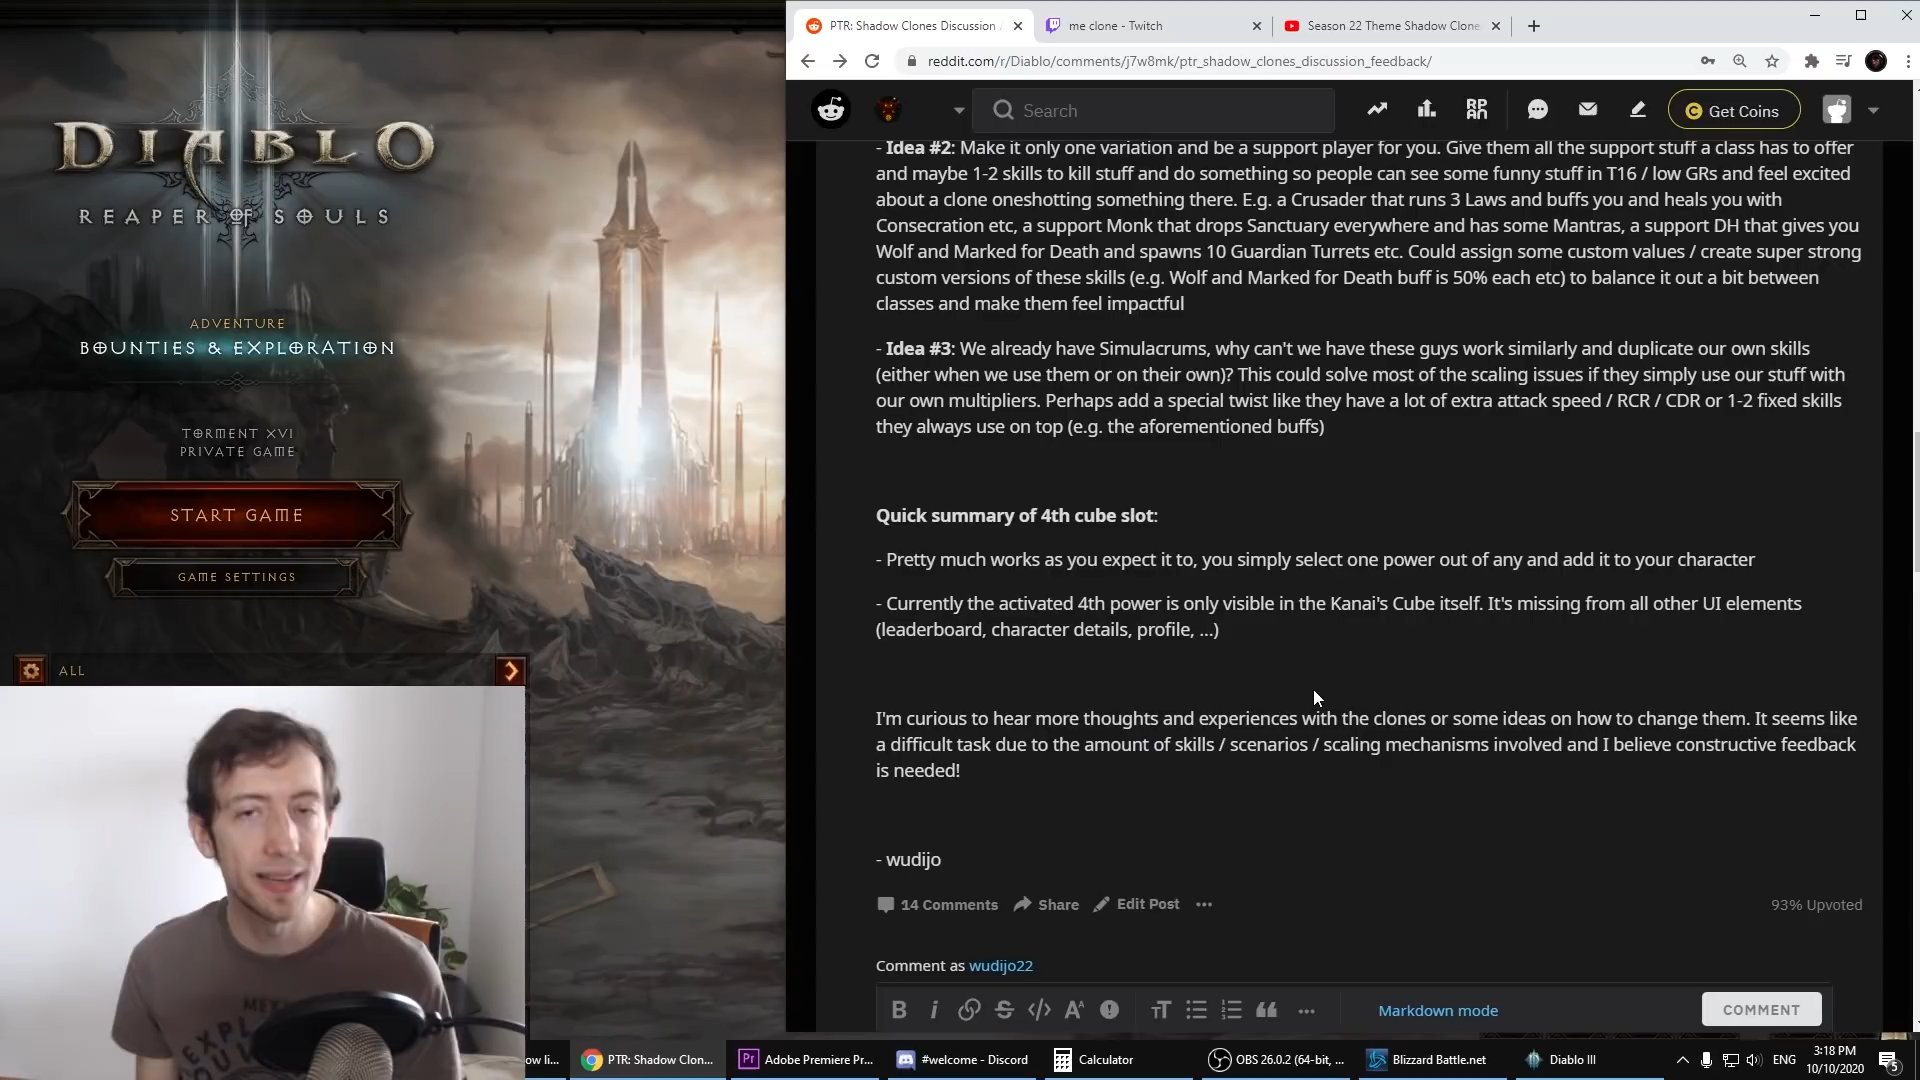 PTR: Shadow Clones Discussion
me clone - Twitch
Season 22 Theme Shadow Clone
reddit.com/r/Diablo/comments/j7w8mk/ptr_shadow_clones_discussion_feedback/
Search
RPAN
Get Coins
DIABLO
REAPER OF SOULS
ADVENTURE
BOUNTIES & EXPLORATION
TORMENT XVI
PRIVATE GAME
START GAME
GAME SETTINGS
ALL
- Idea #2: Make it only one variation and be a support player for you. Give them all the support stuff a class has to offer
and maybe 1-2 skills to kill stuff and do something so people can see some funny stuff in T16 / low GRs and feel excited
about a clone oneshotting something there. E.g. a Crusader that runs 3 Laws and buffs you and heals you with
Consecration etc, a support Monk that drops Sanctuary everywhere and has some Mantras, a support DH that gives you
Wolf and Marked for Death and spawns 10 Guardian Turrets etc. Could assign some custom values / create super strong
custom versions of these skills (e.g. Wolf and Marked for Death buff is 50% each etc) to balance it out a bit between
classes and make them feel impactful
- Idea #3: We already have Simulacrums, why can't we have these guys work similarly and duplicate our own skills
(either when we use them or on their own)? This could solve most of the scaling issues if they simply use our stuff with
our own multipliers. Perhaps add a special twist like they have a lot of extra attack speed / RCR / CDR or 1-2 fixed skills
they always use on top (e.g. the aforementioned buffs)
Quick summary of 4th cube slot:
- Pretty much works as you expect it to, you simply select one power out of any and add it to your character
- Currently the activated 4th power is only visible in the Kanai's Cube itself. It's missing from all other UI elements
(leaderboard, character details, profile, ...)
I'm curious to hear more thoughts and experiences with the clones or some ideas on how to change them. It seems like
a difficult task due to the amount of skills / scenarios / scaling mechanisms involved and I believe constructive feedback
is needed!
- wudijo
14 Comments Share Edit Post 93% Upvoted
Comment as wudijo22
Markdown mode
COMMENT
ow li...
PTR: Shadow Clon...
Adobe Premiere Pr...
#welcome - Discord
Calculator
OBS 26.0.2 (64-bit, ...
Blizzard Battle.net
Diablo III
ENG
3:18 PM
10/10/2020
5